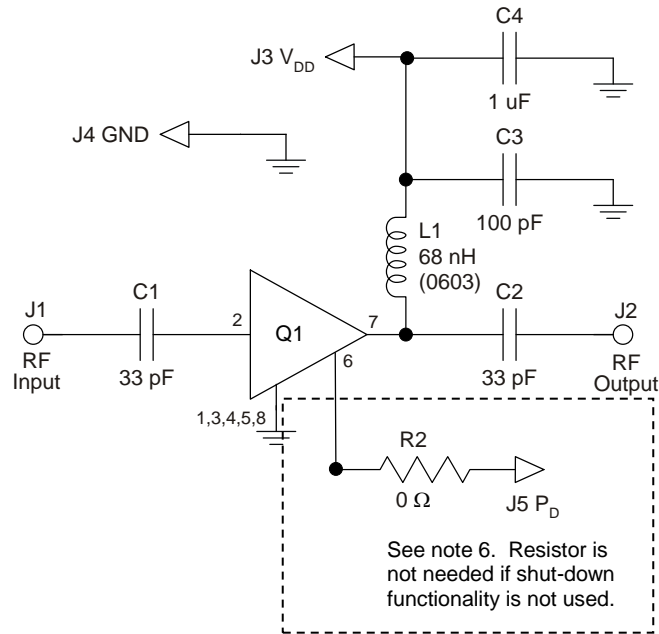 C4
J3 V_DD
1 uF
J4 GND
C3
100 pF
L1
68 nH
(0603)
J1
C1
2
Q1
7
C2
J2
RF
Input
33 pF
6
33 pF
RF
Output
1,3,4,5,8
R2
0 Ω
J5 P_D
See note 6. Resistor is
not needed if shut-down
functionality is not used.